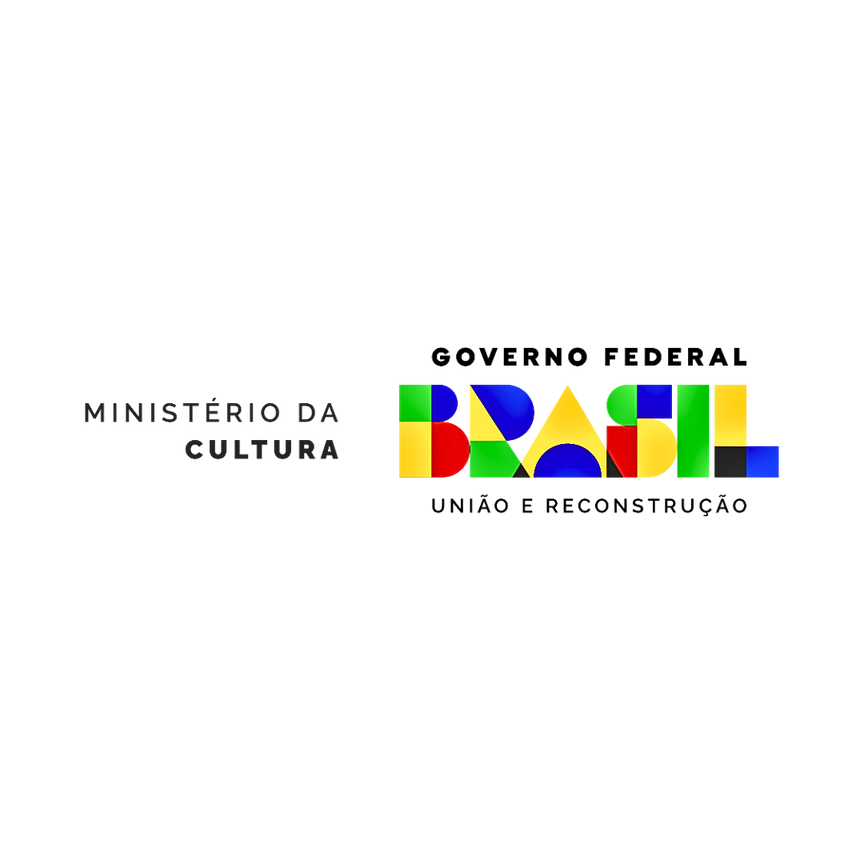 MINISTÉRIO DA
CULTURA
GOVERNO FEDERAL
BRASIL
UNIÃO E RECONSTRUÇÃO